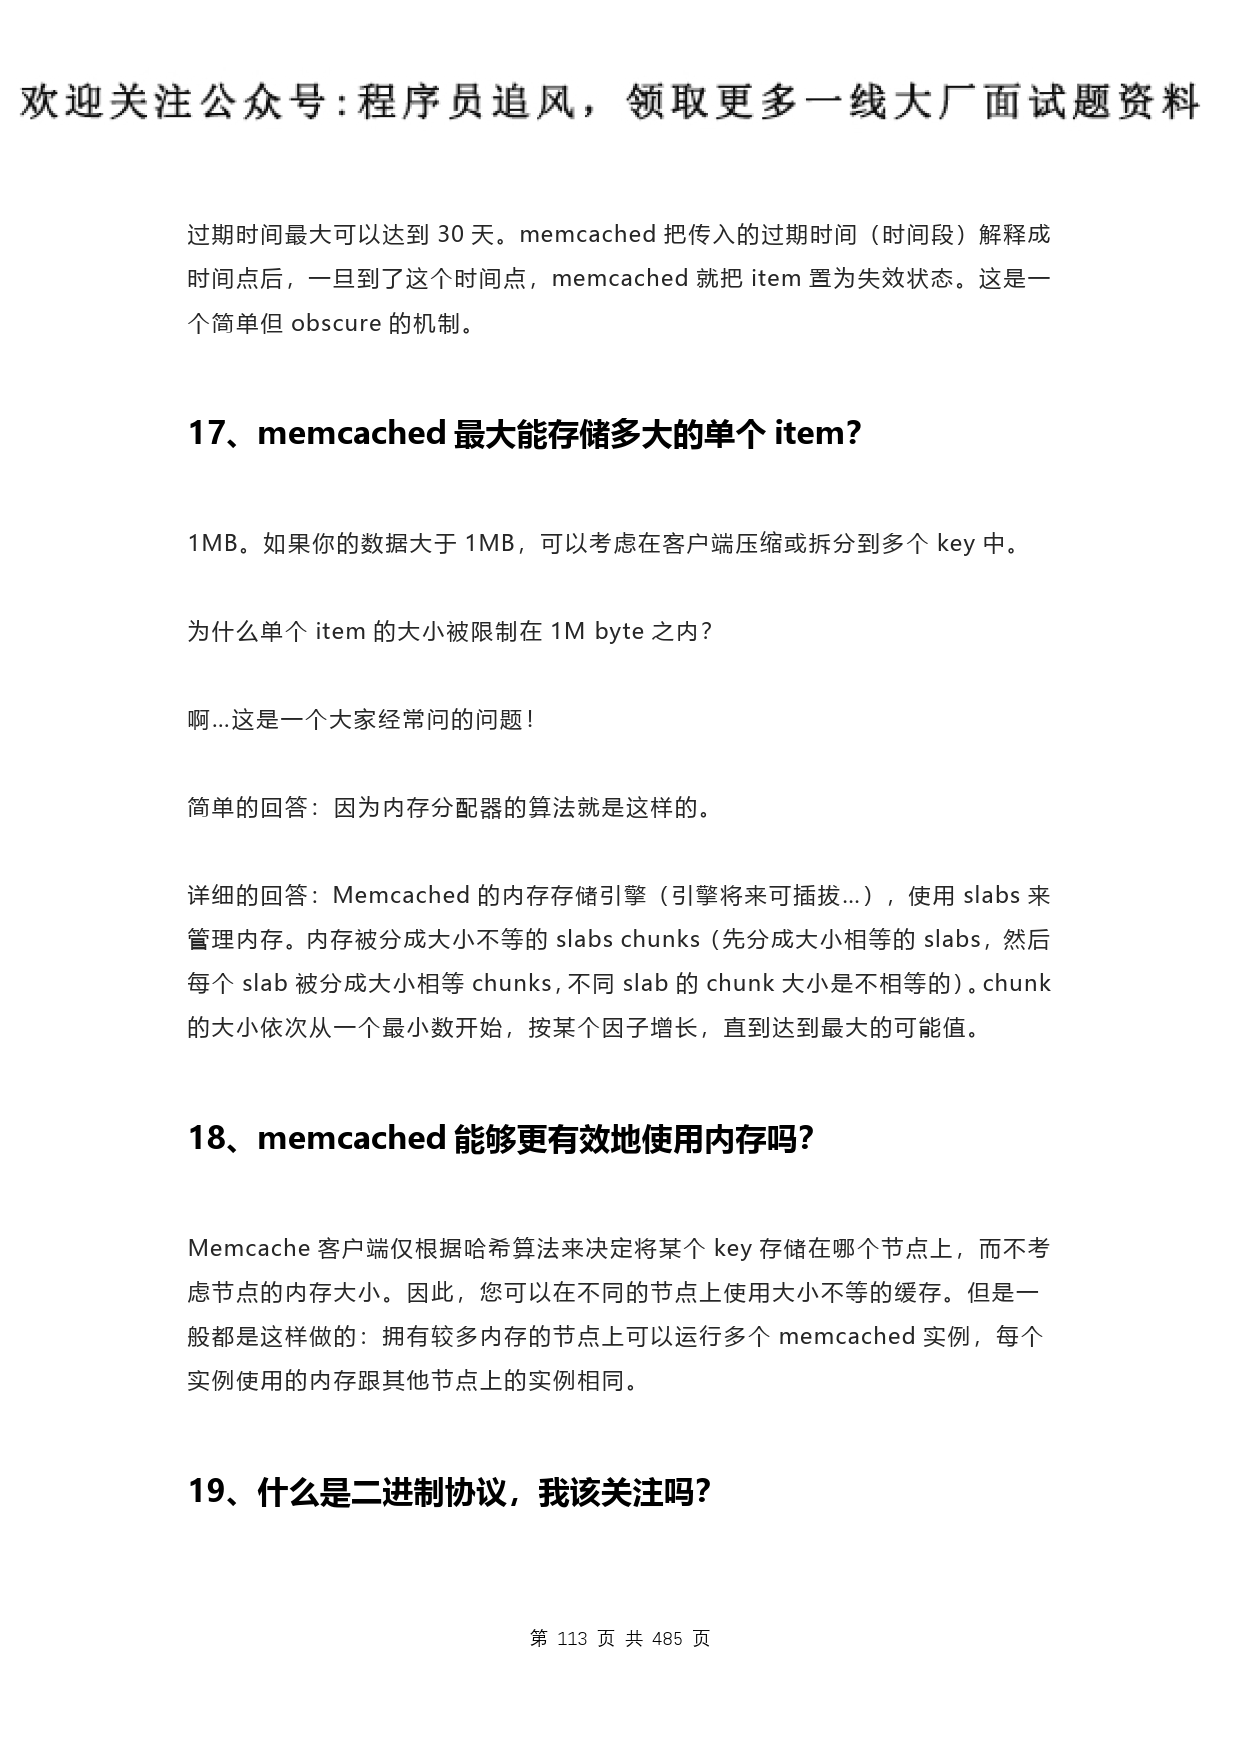 欢迎关注公众号:程序员追风，领取更多一线大厂面试题资料
过期时间最大可以达到 30 天。memcached 把传入的过期时间（时间段）解释成
时间点后，一旦到了这个时间点，memcached 就把 item 置为失效状态。这是一
个简单但 obscure 的机制。
17、memcached 最大能存储多大的单个 item？
1MB。如果你的数据大于 1MB，可以考虑在客户端压缩或拆分到多个 key 中。
为什么单个 item 的大小被限制在 1M byte 之内？
啊...这是一个大家经常问的问题！
简单的回答：因为内存分配器的算法就是这样的。
详细的回答：Memcached 的内存存储引擎（引擎将来可插拔...），使用 slabs 来
管理内存。内存被分成大小不等的 slabs chunks（先分成大小相等的 slabs，然后
每个 slab 被分成大小相等 chunks，不同 slab 的 chunk 大小是不相等的）。chunk
的大小依次从一个最小数开始，按某个因子增长，直到达到最大的可能值。
18、memcached 能够更有效地使用内存吗？
Memcache 客户端仅根据哈希算法来决定将某个 key 存储在哪个节点上，而不考
虑节点的内存大小。因此，您可以在不同的节点上使用大小不等的缓存。但是一
般都是这样做的：拥有较多内存的节点上可以运行多个 memcached 实例，每个
实例使用的内存跟其他节点上的实例相同。
19、什么是二进制协议，我该关注吗？
第 113 页 共 485 页